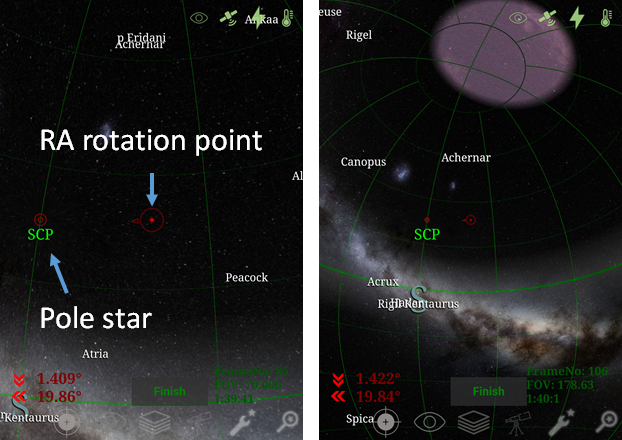 Ankaa
p Eridani
Achernar
RA rotation point
Al
SCP
Peacock
Pole star
Atria
1.409°
19.86°
Finish
Kentaurus
euse
Rigel
Canopus
Achernar
SCP
Acrux
Rigil Kentaurus
1.422°
19.84°
Finish
FrameNo: 106
FOV: 178.63
1:40:1
Spica
S